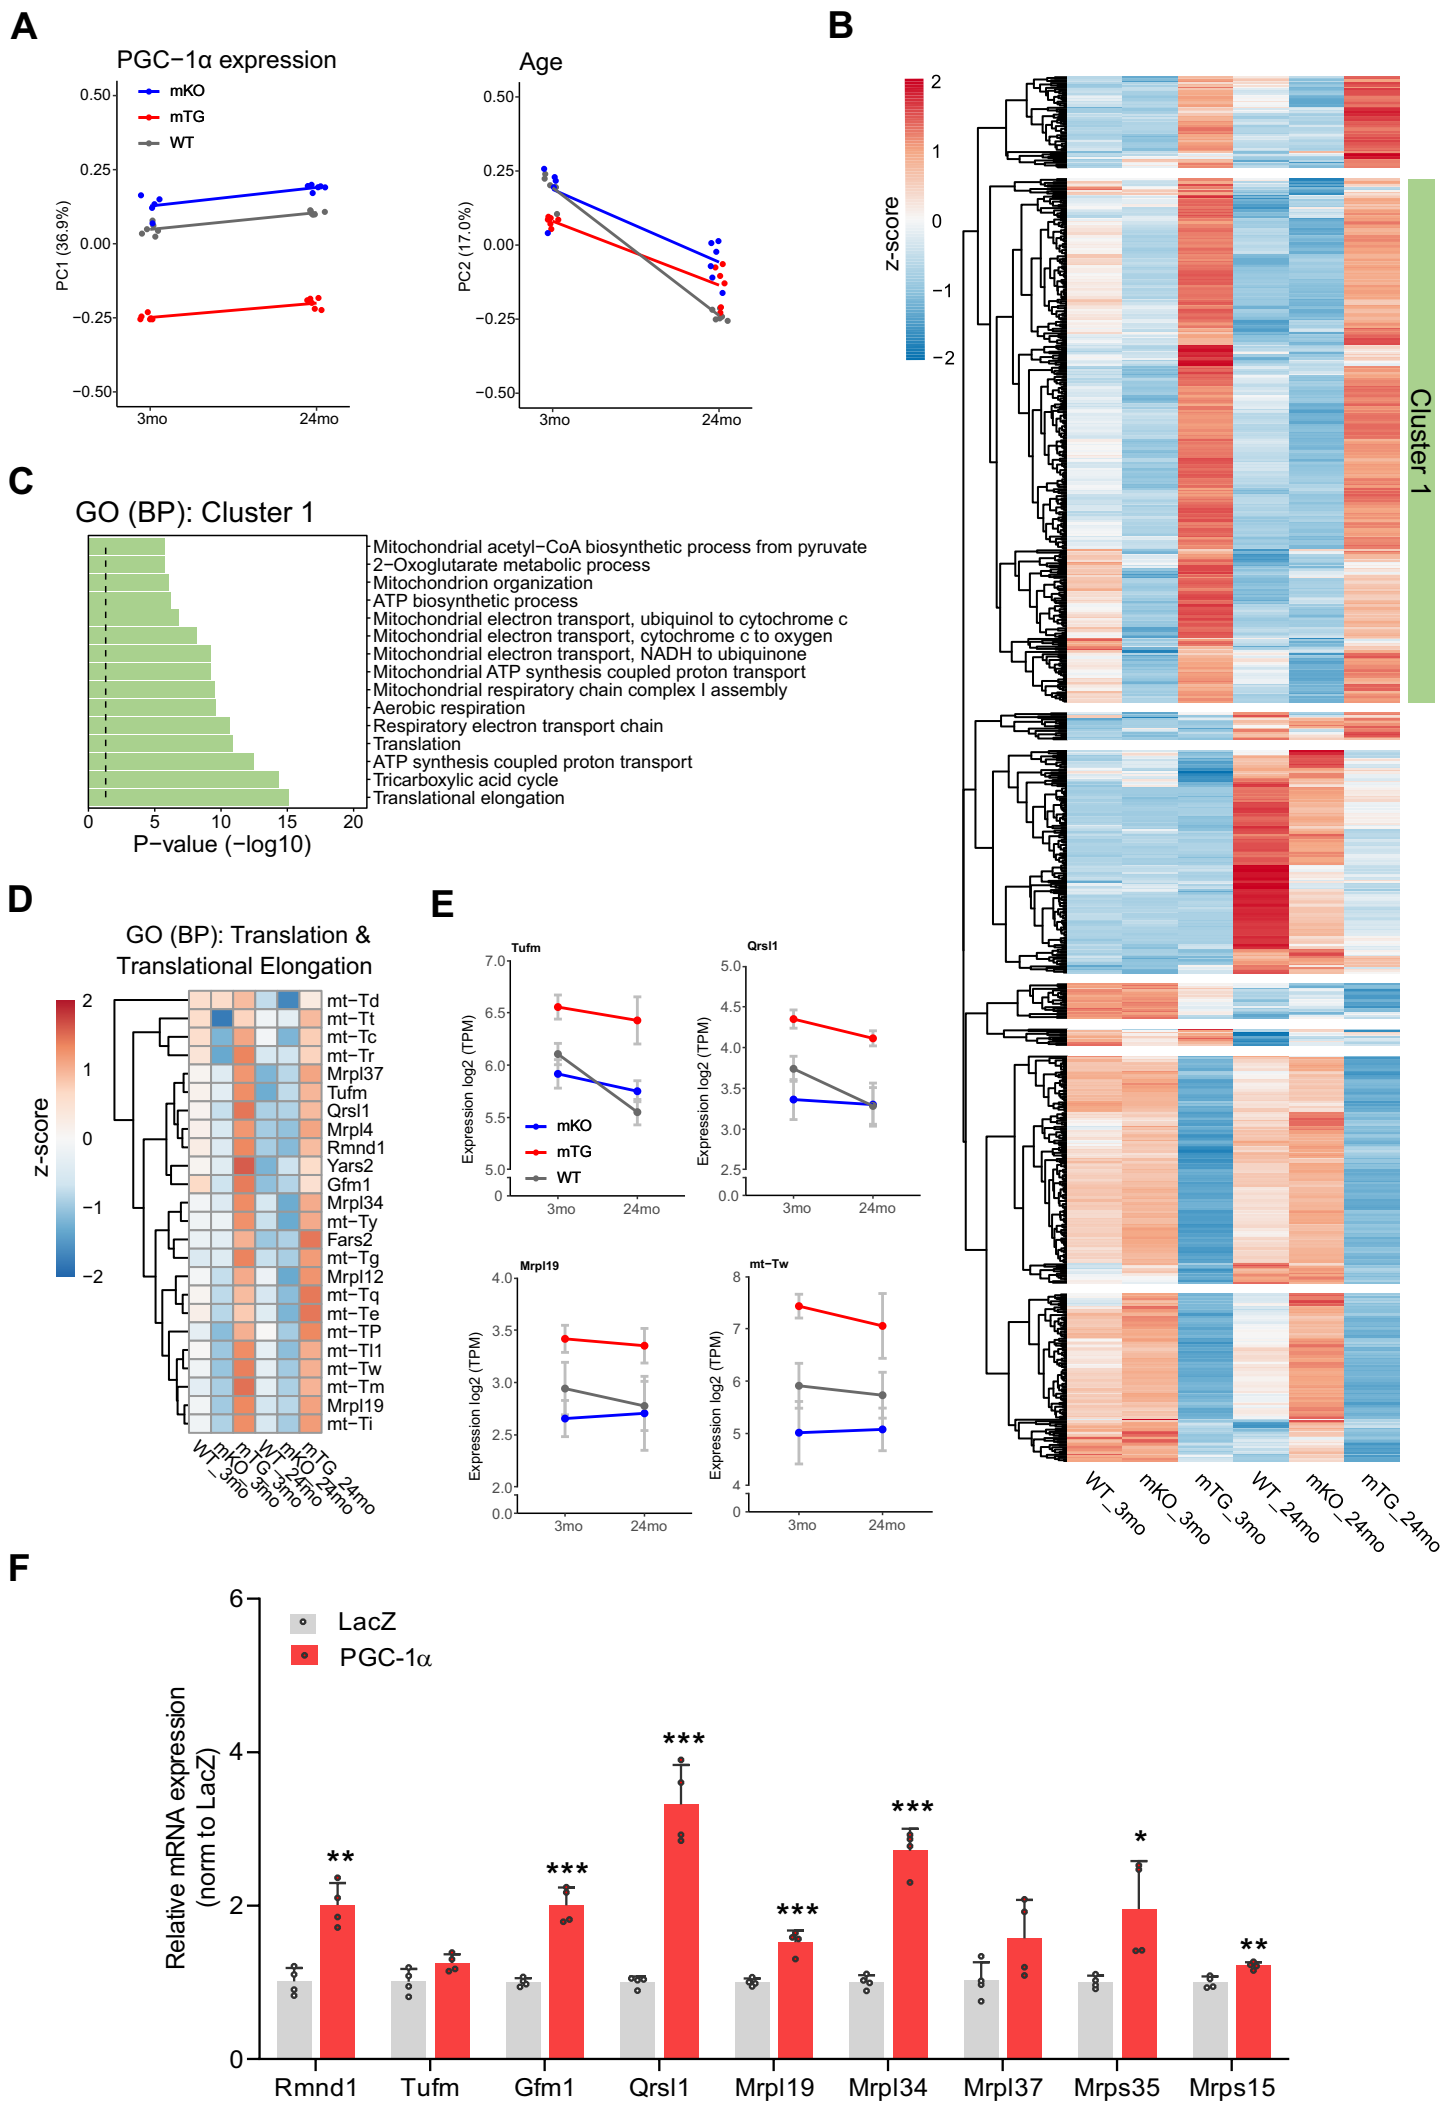 A
PGC−1α expression
mKO
mTG
WT
0.50
0.25
0.00
−0.25
−0.50
PC1 (36.9%)
3mo
24mo
Age
0.50
0.25
0.00
−0.25
−0.50
PC2 (17.0%)
3mo
24mo
B
z-score
2
1
0
−1
−2
Cluster 1
WT_3mo
mKO_3mo
mTG_3mo
WT_24mo
mKO_24mo
mTG_24mo
C
GO (BP): Cluster 1
Mitochondrial acetyl−CoA biosynthetic process from pyruvate
2−Oxoglutarate metabolic process
Mitochondrion organization
ATP biosynthetic process
Mitochondrial electron transport, ubiquinol to cytochrome c
Mitochondrial electron transport, cytochrome c to oxygen
Mitochondrial electron transport, NADH to ubiquinone
Mitochondrial ATP synthesis coupled proton transport
Mitochondrial respiratory chain complex I assembly
Aerobic respiration
Respiratory electron transport chain
Translation
ATP synthesis coupled proton transport
Tricarboxylic acid cycle
Translational elongation
0 5 10 15 20
P−value (−log10)
D
GO (BP): Translation &
Translational Elongation
z-score
2
1
0
−1
−2
mt−Td
mt−Tt
mt−Tc
mt−Tr
Mrpl37
Tufm
Qrsl1
Mrpl4
Rmnd1
Yars2
Gfm1
Mrpl34
mt−Ty
Fars2
mt−Tg
Mrpl12
mt−Tq
mt−Te
mt−TP
mt−Tl1
mt−Tw
mt−Tm
Mrpl19
mt−Ti
WT_3mo
mKO_3mo
mTG_3mo
WT_24mo
mKO_24mo
mTG_24mo
E
Tufm
Expression log2 (TPM)
7.0
6.5
6.0
5.5
5.0
0
mKO
mTG
WT
3mo
24mo
Qrsl1
Expression log2 (TPM)
5.0
4.5
4.0
3.5
3.0
2.5
0.0
3mo
24mo
Mrpl19
Expression log2 (TPM)
4.0
3.5
3.0
2.5
2.0
0.0
3mo
24mo
mt−Tw
Expression log2 (TPM)
8
7
6
5
4
0
3mo
24mo
F
Relative mRNA expression
(norm to LacZ)
6
4
2
0
LacZ
PGC-1α
**
***
***
***
***
*
**
Rmnd1
Tufm
Gfm1
Qrsl1
Mrpl19
Mrpl34
Mrpl37
Mrps35
Mrps15